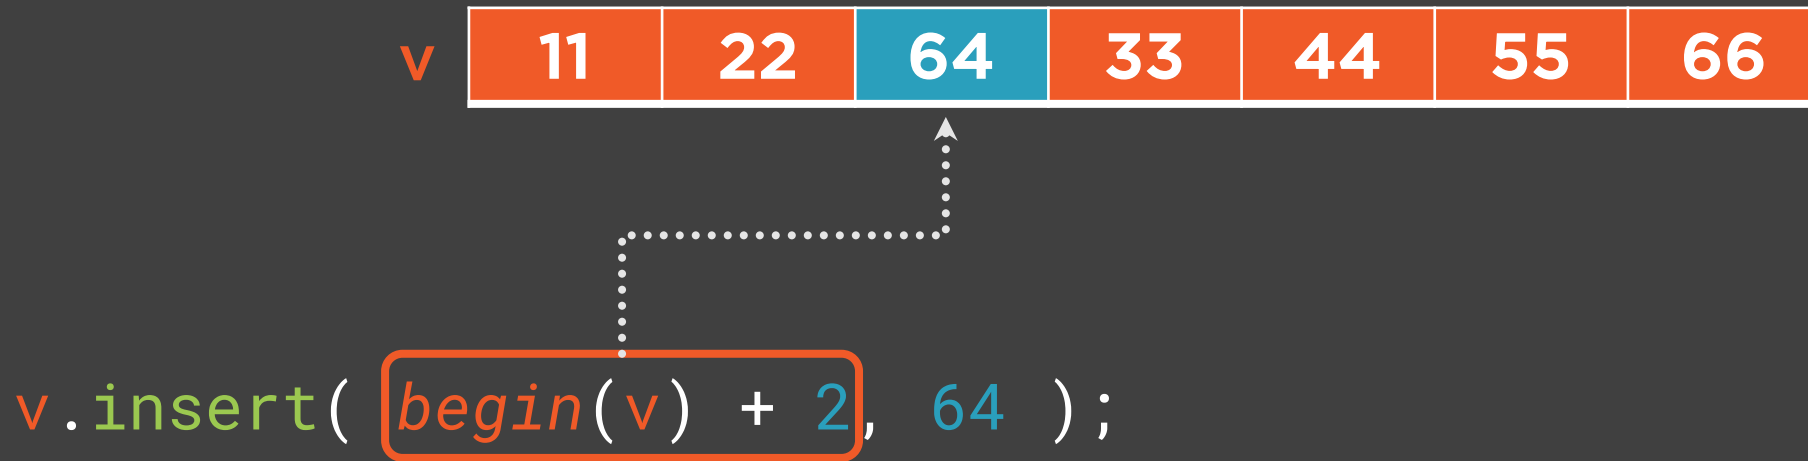 v 11 22 64 33 44 55 66
v.insert( begin(v) + 2, 64 );